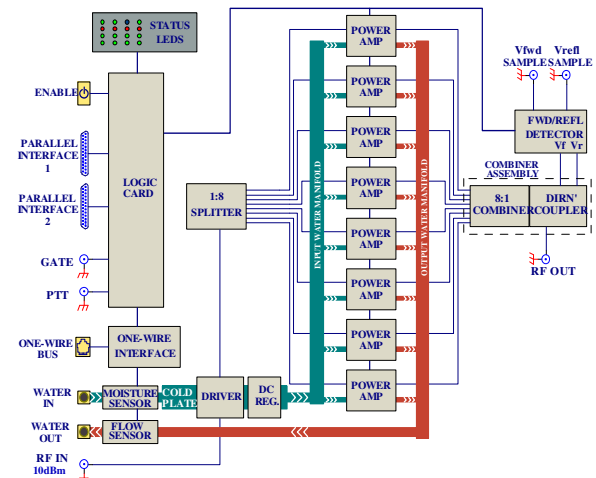 STATUS
LEDS
ENABLE
PARALLEL
INTERFACE
1
PARALLEL
INTERFACE
2
GATE
PTT
ONE-WIRE
BUS
WATER
IN
WATER
OUT
RF IN
10dBm
LOGIC
CARD
ONE-WIRE
INTERFACE
MOISTURE
SENSOR
FLOW
SENSOR
COLD
PLATE
DRIVER
DC
REG.
1:8
SPLITTER
INPUT WATER MANIFOLD
POWER
AMP
POWER
AMP
POWER
AMP
POWER
AMP
POWER
AMP
POWER
AMP
POWER
AMP
POWER
AMP
OUTPUT WATER MANIFOLD
Vfwd
SAMPLE
Vrefl
SAMPLE
FWD/REFL
DETECTOR
Vf Vr
COMBINER
ASSEMBLY
8:1
COMBINER
DIRN'
COUPLER
RF OUT